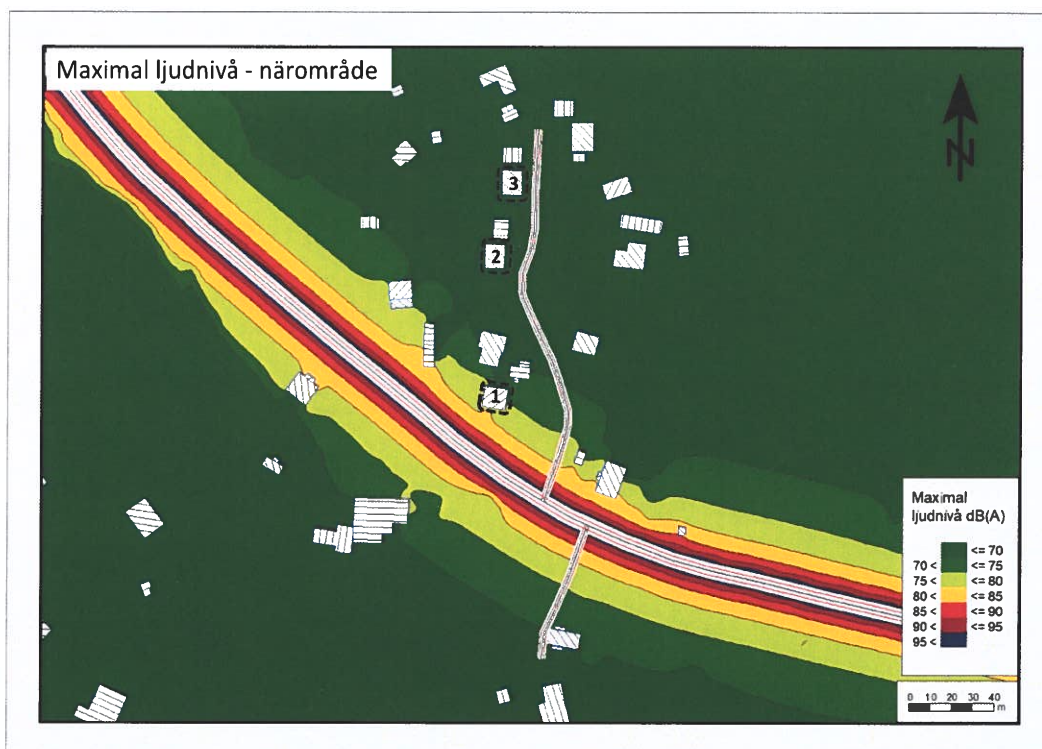 Maximal ljudnivå - närområde
N
3
2
1
Maximal
ljudnivå dB(A)
<= 70
70 < <= 75
75 < <= 80
80 < <= 85
85 < <= 90
90 < <= 95
95 <
0 10 20 30 40
m